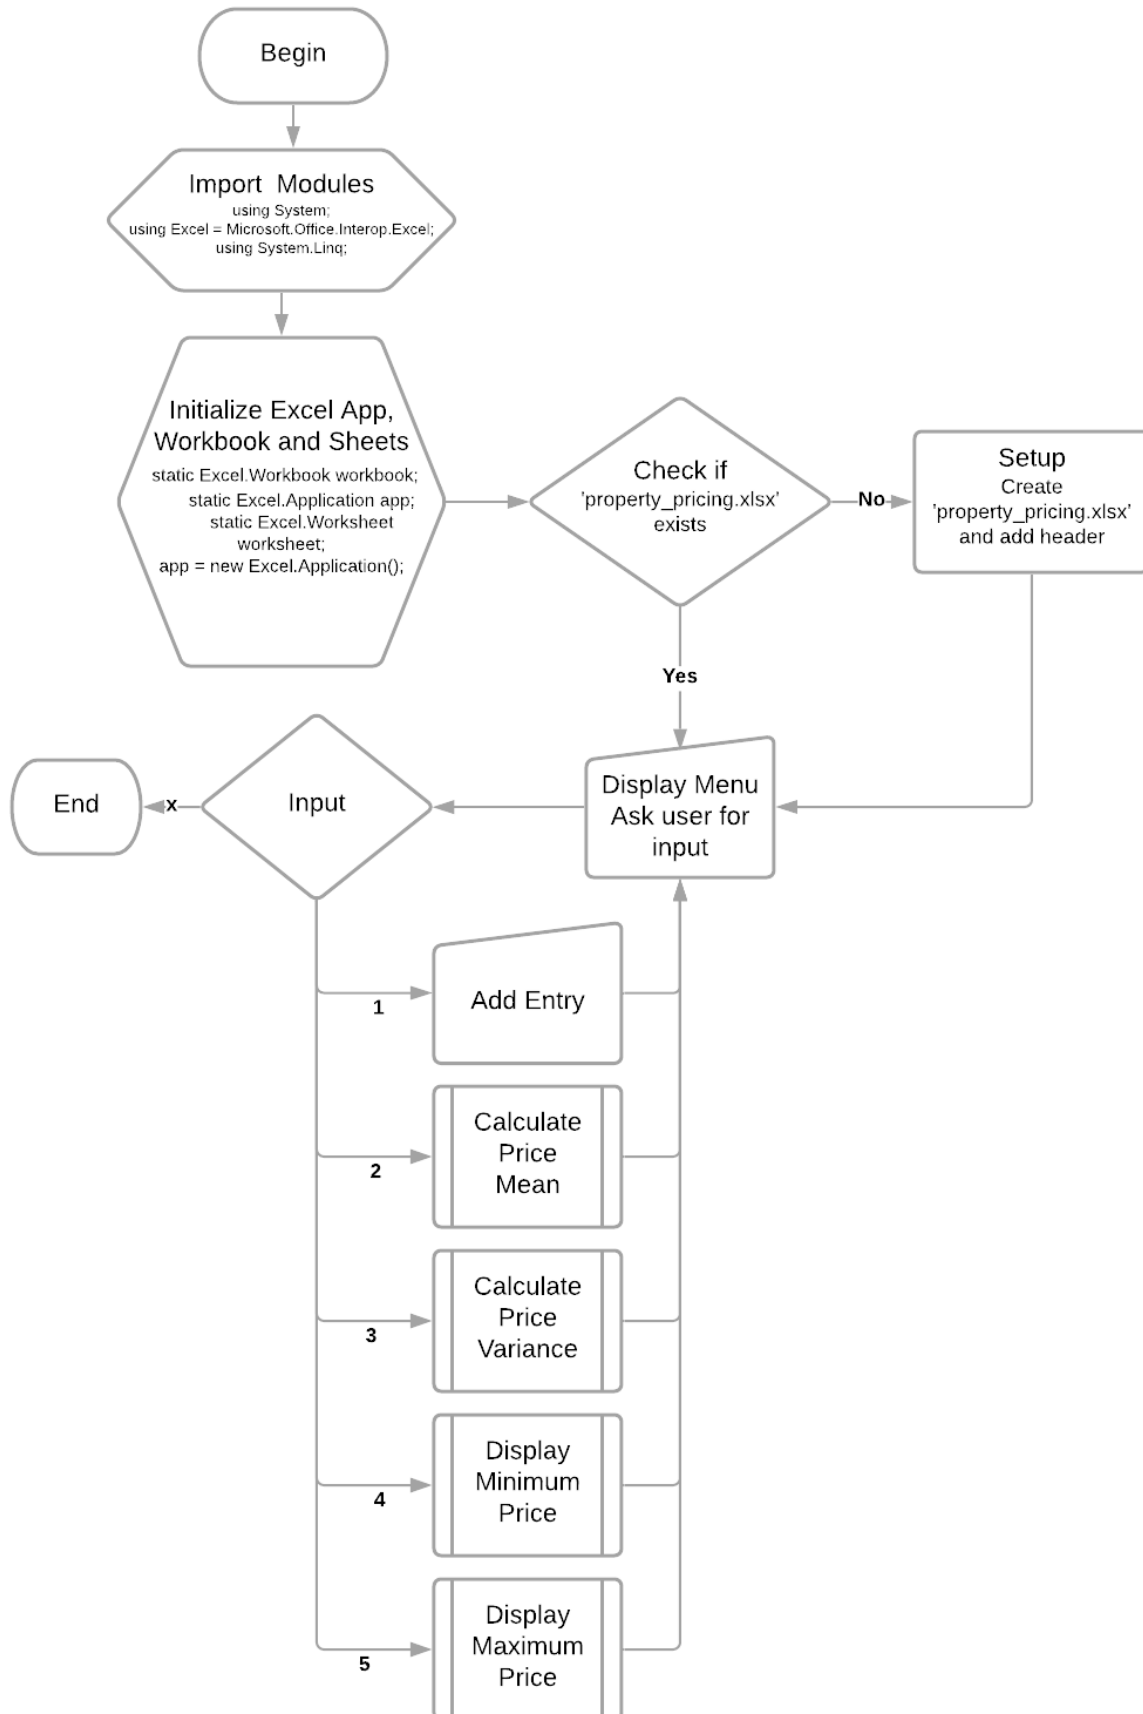 Begin
Import Modules
using System;
using Excel = Microsoft.Office.Interop.Excel;
using System.Linq;
Initialize Excel App,
Workbook and Sheets
static Excel.Workbook workbook;
static Excel.Application app;
static Excel.Worksheet
worksheet;
app = new Excel.Application();
Check if
'property_pricing.xlsx'
exists
No
Setup
Create
'property_pricing.xlsx'
and add header
Yes
Display Menu
Ask user for
input
Input
x
End
1
Add Entry
2
Calculate
Price
Mean
3
Calculate
Price
Variance
4
Display
Minimum
Price
5
Display
Maximum
Price